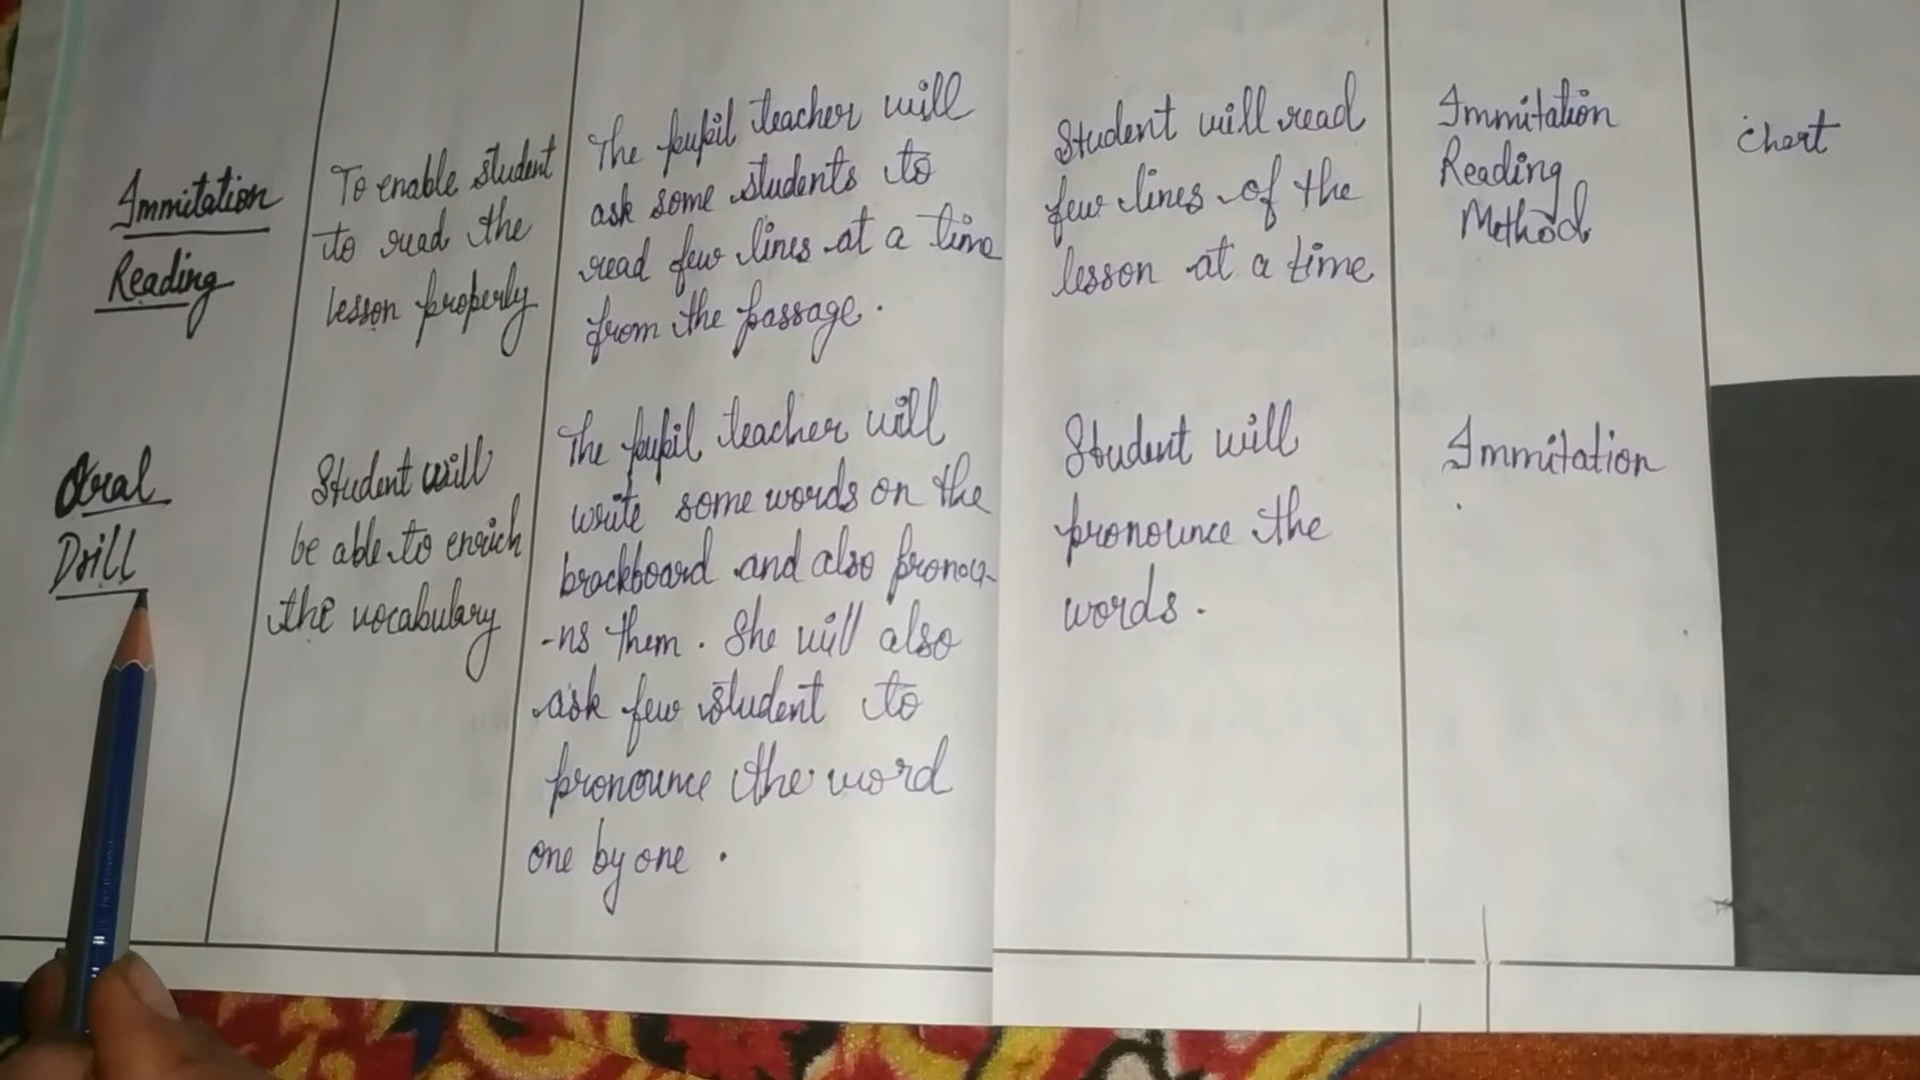 Immitation
Reading
To enable student
to read the
lesson properly
The pupil teacher will
ask some students to
read few lines at a time
from the passage.
Student will read
few lines of the
lesson at a time
Immitation
Reading
Method
chart
Oral
Drill
Student will
be able to enrich
the vocabulary
The pupil teacher will
write some words on the
brackboard and also pronou-
-ns them. She will also
ask few student to
pronounce the word
one by one.
Student will
pronounce the
words.
Immitation